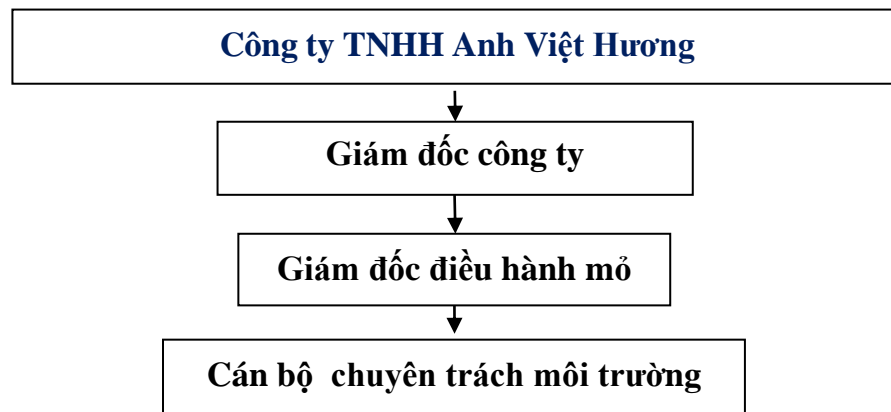 Công ty TNHH Anh Việt Hương
Giám đốc công ty
Giám đốc điều hành mỏ
Cán bộ chuyên trách môi trường